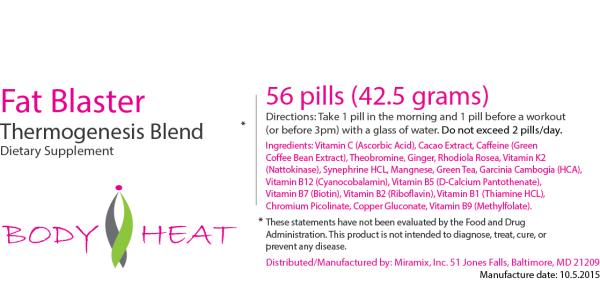 Fat Blaster
Thermogenesis Blend
*
Dietary Supplement
BODY HEAT
56 pills (42.5 grams)
Directions: Take 1 pill in the morning and 1 pill before a workout
(or before 3pm) with a glass of water. Do not exceed 2 pills/day.
Ingredients: Vitamin C (Ascorbic Acid), Cacao Extract, Caffeine (Green
Coffee Bean Extract), Theobromine, Ginger, Rhodiola Rosea, Vitamin K2
(Nattokinase), Synephrine HCL, Mangnese, Green Tea, Garcinia Cambogia (HCA),
Vitamin B12 (Cyanocobalamin), Vitamin B5 (D-Calcium Pantothenate),
Vitamin B7 (Biotin), Vitamin B2 (Riboflavin), Vitamin B1 (Thiamine HCL),
Chromium Picolinate, Copper Gluconate, Vitamin B9 (Methylfolate).
* These statements have not been evaluated by the Food and Drug
Administration. This product is not intended to diagnose, treat, cure, or
prevent any disease.
Distributed/Manufactured by: Miramix, Inc. 51 Jones Falls, Baltimore, MD 21209
Manufacture date: 10.5.2015